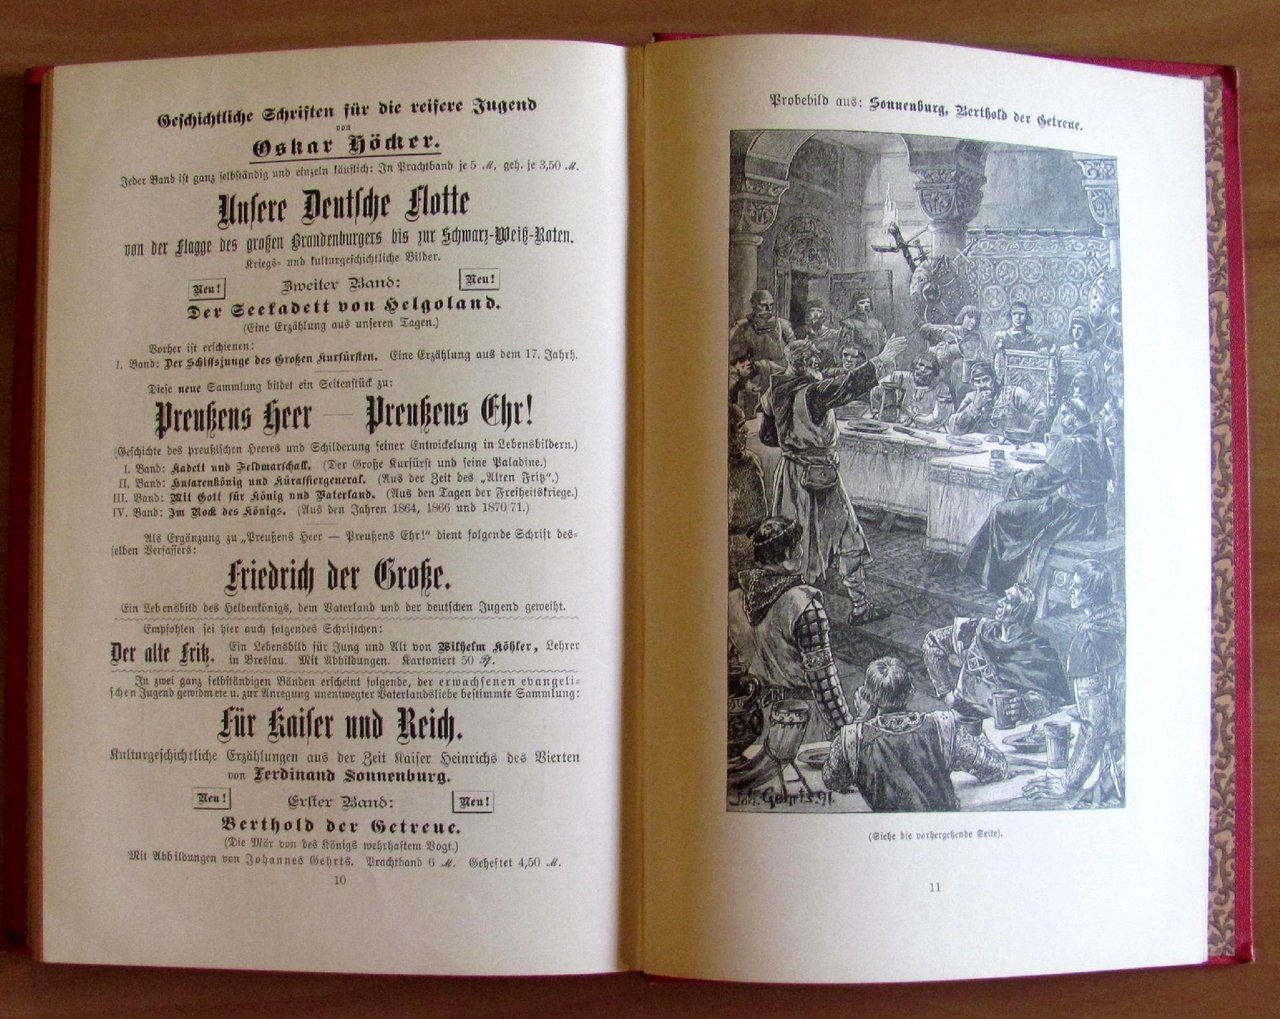 Geschichtliche Schriften für die reifere Jugend
von
Oskar Höcker.
Jeder Band ist ganz selbständig und einzeln käuflich: In Prachtband je 5 M, geh. je 3,50 M.
Unsere Deutsche Flotte
von der Flagge des großen Brandenburgers bis zur Schwarz-Weiß-Roten.
Kriegs- und kulturgeschichtliche Bilder.
Neu! Zweiter Band: Neu!
Der Seekadett von Helgoland.
(Eine Erzählung aus unseren Tagen.)
Vorher ist erschienen:
I. Band: Der Schiffsjunge des Großen Kurfürsten. Eine Erzählung aus dem 17. Jahrh.
Diese neue Sammlung bildet ein Seitenstück zu:
Preußens Heer — Preußens Ehr!
(Geschichte des preußischen Heeres und Schilderung seiner Entwickelung in Lebensbildern.)
I. Band: Kadett und Feldmarschall. (Der Große Kurfürst und seine Paladine.)
II. Band: Husarenkönig und Kürassiergeneral. (Aus der Zeit des „Alten Fritz".)
III. Band: Mit Gott für König und Vaterland. (Aus den Tagen der Freiheitskriege.)
IV. Band: Im Rock des Königs. (Aus den Jahren 1864, 1866 und 1870/71.)
Als Ergänzung zu „Preußens Heer — Preußens Ehr!" dient folgende Schrift des-
selben Verfassers:
Friedrich der Große.
Ein Lebensbild des Heldenkönigs, dem Vaterland und der deutschen Jugend geweiht.
Empfohlen sei hier auch folgendes Schriftchen:
Der alte Fritz. Ein Lebensbild für Jung und Alt von Wilhelm Köhler, Lehrer
in Breslau. Mit Abbildungen. Kartoniert 50 ₰.
In zwei ganz selbständigen Bänden erscheint folgende, der erwachsenen evangeli-
schen Jugend gewidmete u. zur Anregung unentwegter Vaterlandsliebe bestimmte Sammlung:
Für Kaiser und Reich.
Kulturgeschichtliche Erzählungen aus der Zeit Kaiser Heinrichs des Vierten
von Ferdinand Sonnenburg.
Neu! Erster Band: Neu!
Berthold der Getreue.
(Die Mär von des Königs wehrhaftem Vogt.)
Mit Abbildungen von Johannes Gehrts. Prachtband 6 M. Geheftet 4,50 M.
10
Probebild aus: Sonnenburg, Berthold der Getreue.
Joh. Gehrts. 91.
(Siehe die vorhergehende Seite).
11